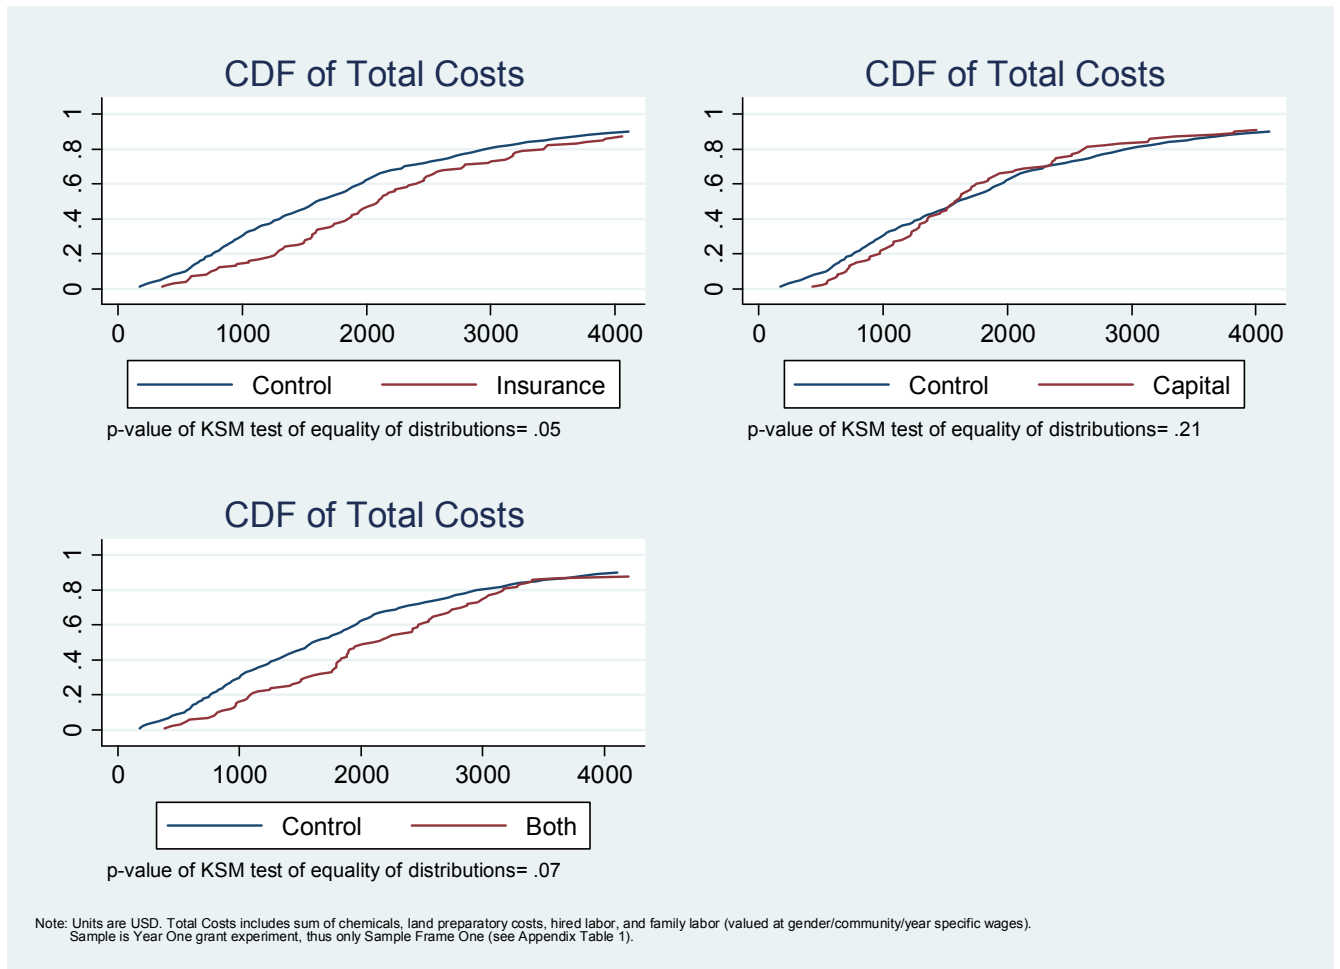 CDF of Total Costs
1
.8
.6
.4
.2
0
0 1000 2000 3000 4000
Control Insurance
p-value of KSM test of equality of distributions= .05
CDF of Total Costs
1
.8
.6
.4
.2
0
0 1000 2000 3000 4000
Control Capital
p-value of KSM test of equality of distributions= .21
CDF of Total Costs
1
.8
.6
.4
.2
0
0 1000 2000 3000 4000
Control Both
p-value of KSM test of equality of distributions= .07
Note: Units are USD. Total Costs includes sum of chemicals, land preparatory costs, hired labor, and family labor (valued at gender/community/year specific wages).
Sample is Year One grant experiment, thus only Sample Frame One (see Appendix Table 1).